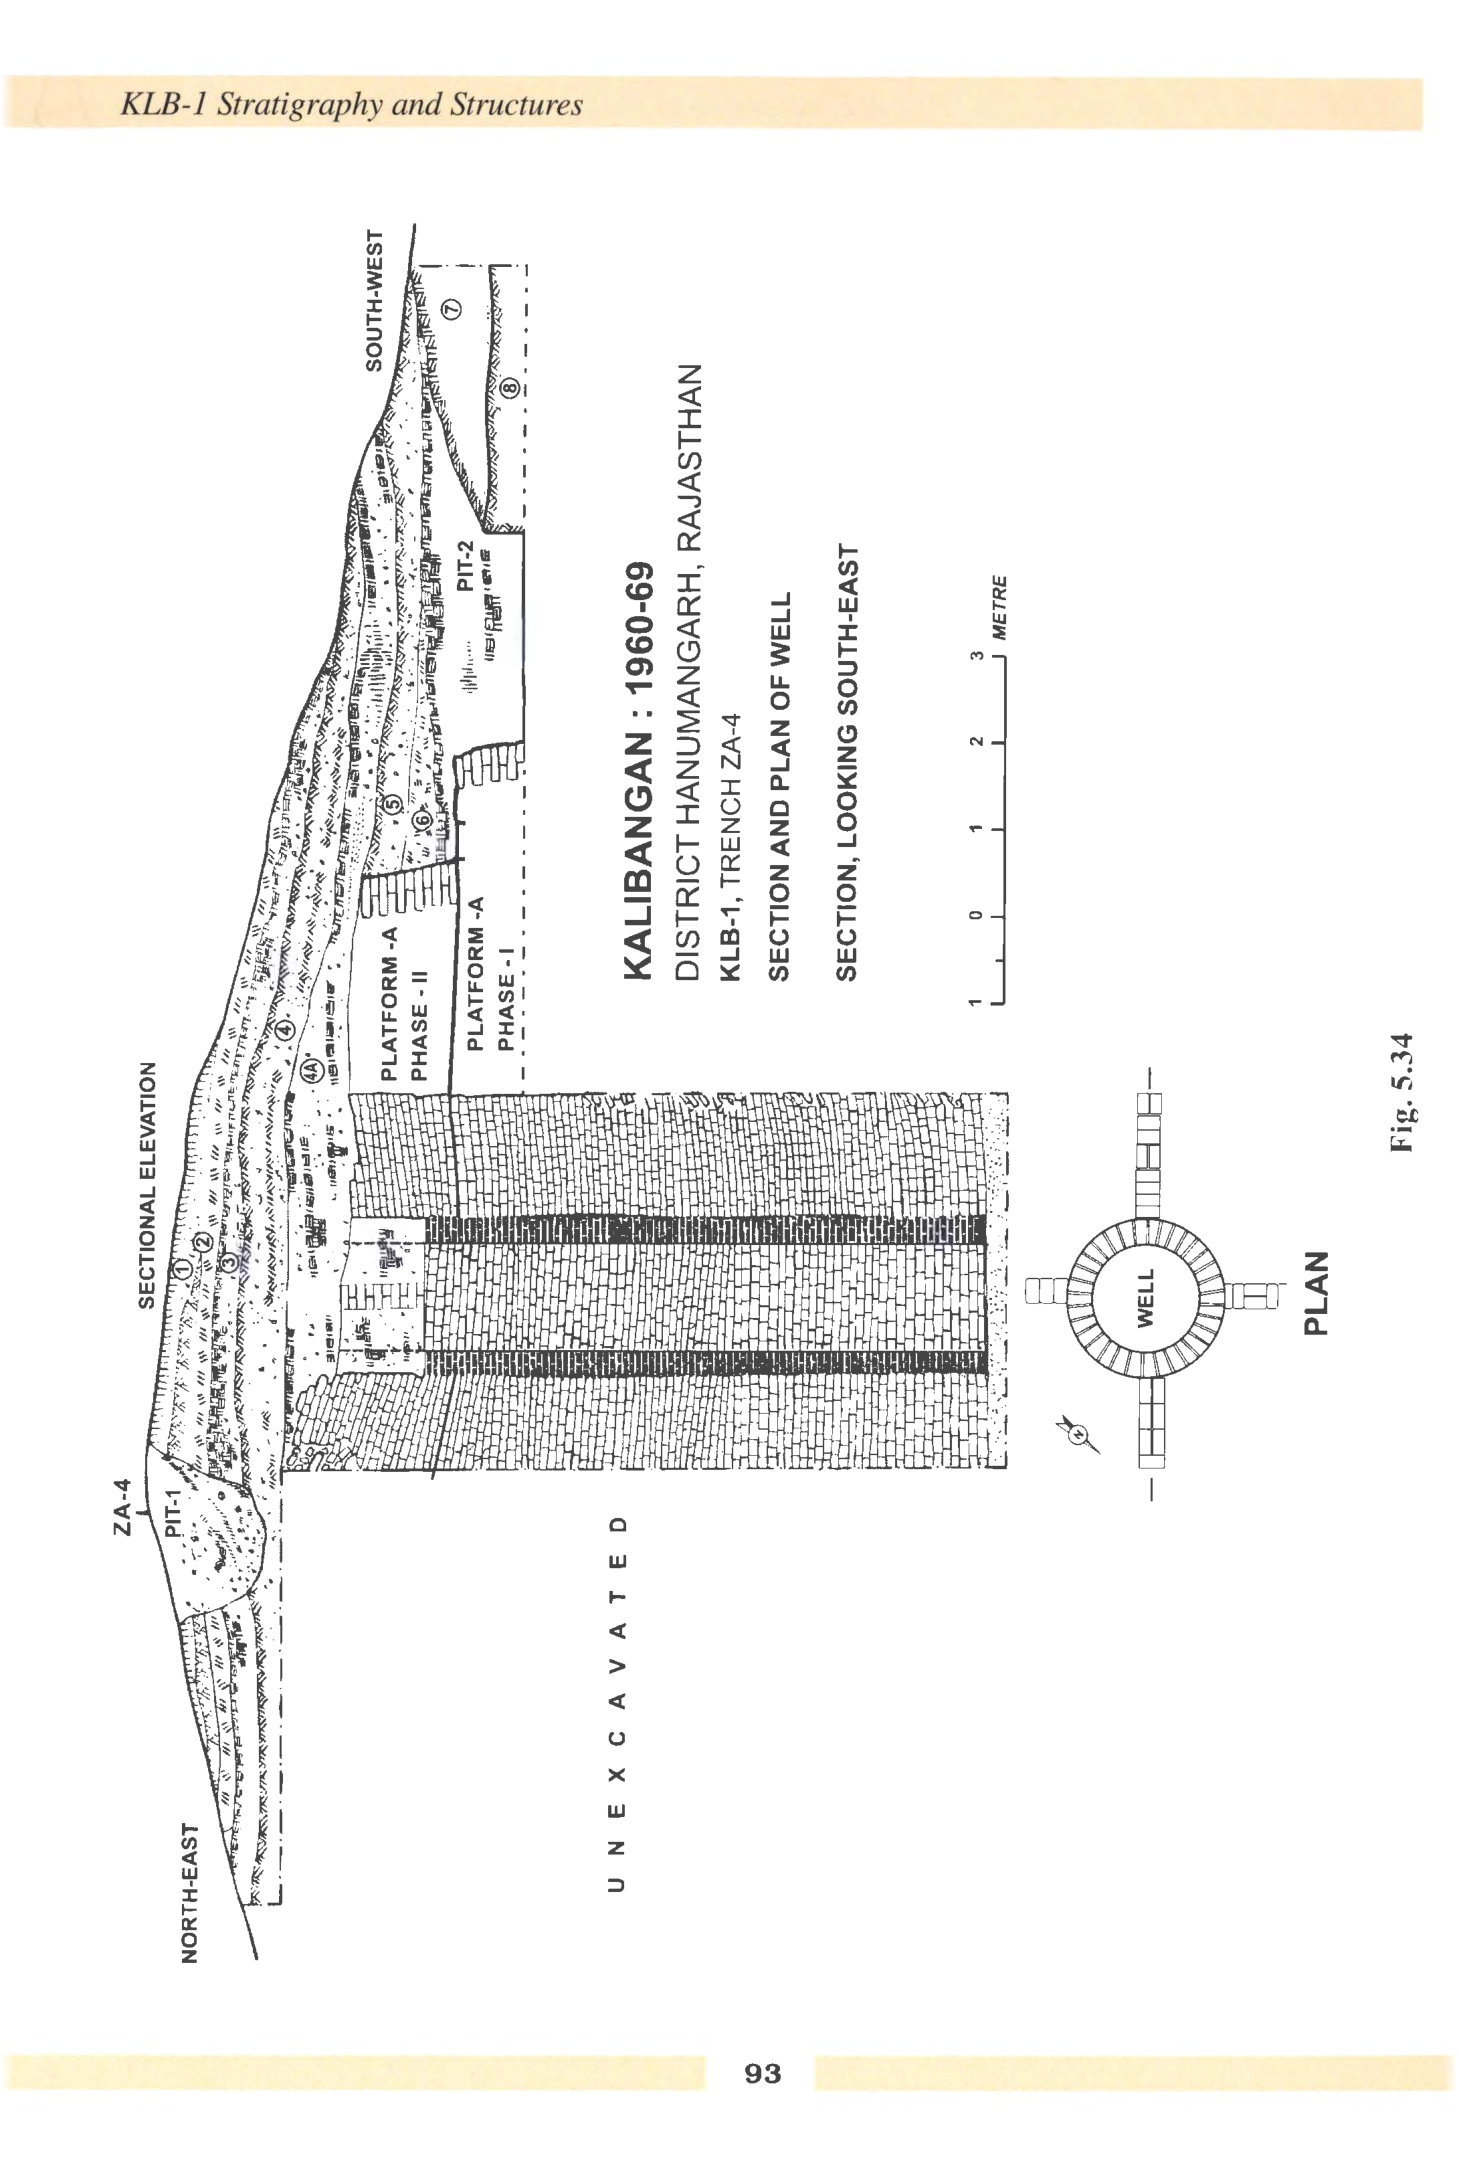 KLB-1 Stratigraphy and Structures
SECTIONAL ELEVATION
ZA-4
NORTH-EAST
SOUTH-WEST
PIT-1
1
2
3
4
4A
5
6
7
8
PIT-2
PLATFORM -A
PHASE - II
PLATFORM -A
PHASE - I
UNEXCAVATED
KALIBANGAN : 1960-69
DISTRICT HANUMANGARH, RAJASTHAN
KLB-1, TRENCH ZA-4
SECTION AND PLAN OF WELL
SECTION, LOOKING SOUTH-EAST
1 0 1 2 3 METRE
N
WELL
PLAN
Fig. 5.34
93